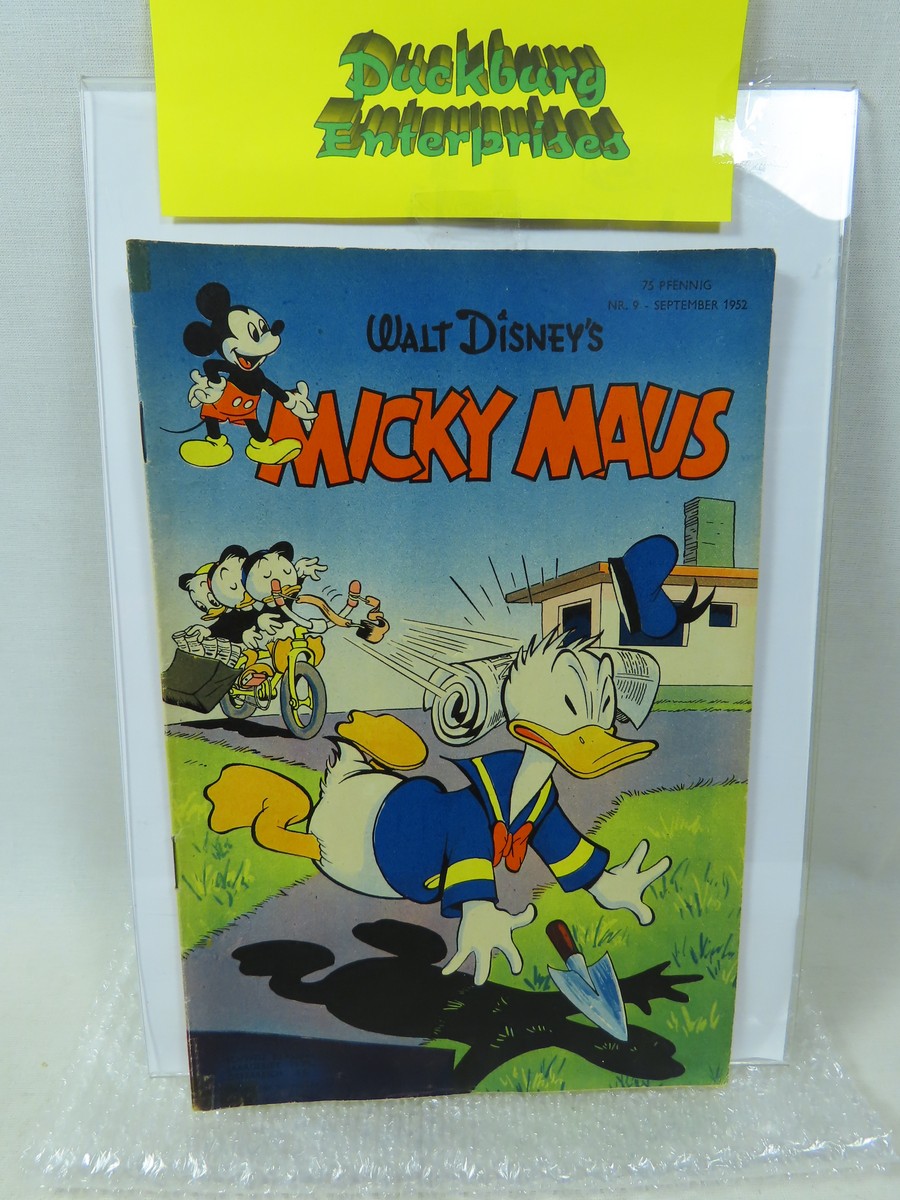 Duckburg
Enterprises
75 PFENNIG
NR. 9 - SEPTEMBER 1952
WALT DISNEY'S
MICKY MAUS